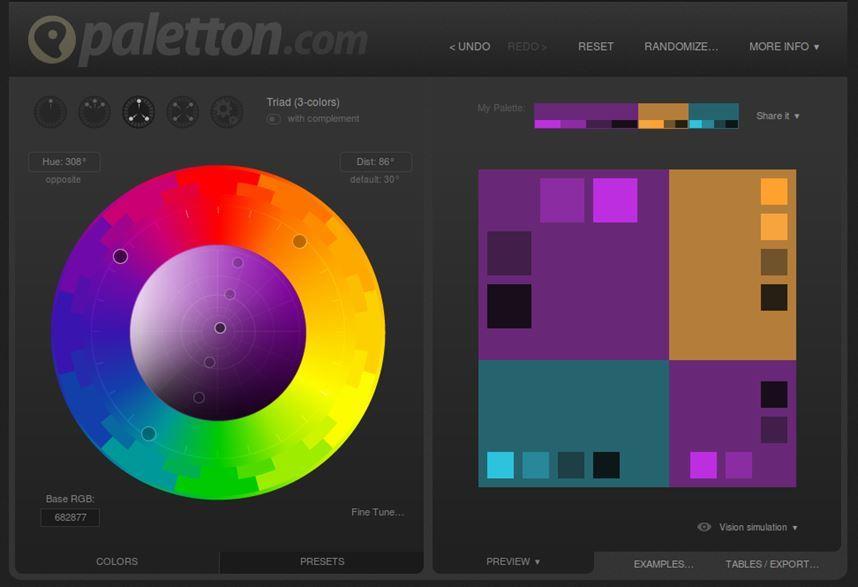 paletton.com
< UNDO
REDO >
RESET
RANDOMIZE...
MORE INFO ▼
Triad (3-colors)
with complement
My Palette:
Share it ▼
Hue: 308°
opposite
Dist: 86°
default: 30°
Base RGB:
682877
Fine Tune...
Vision simulation ▼
COLORS
PRESETS
PREVIEW ▼
EXAMPLES...
TABLES / EXPORT...